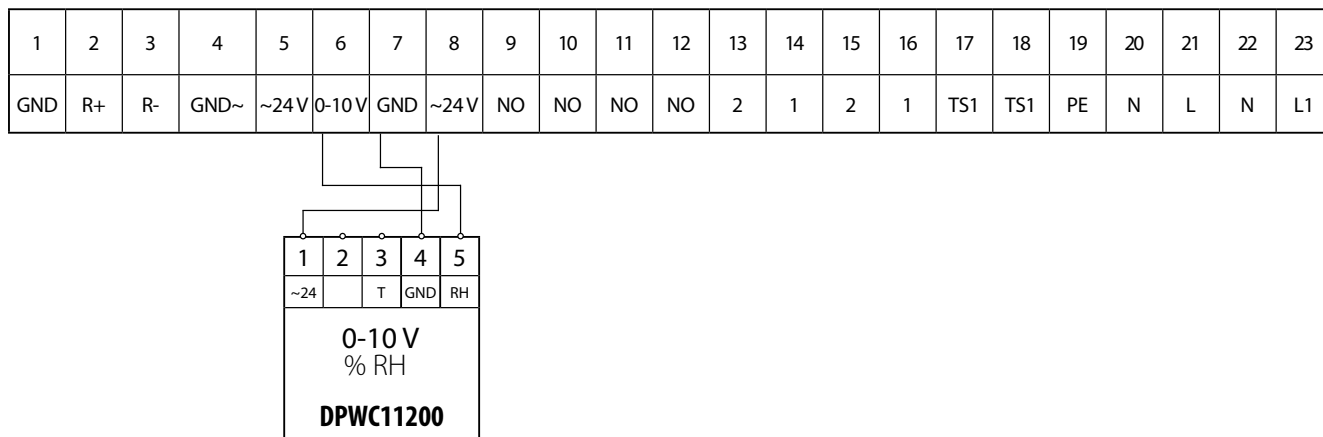 1 2 3 4 5 6 7 8 9 10 11 12 13 14 15 16 17 18 19 20 21 22 23
GND R+ R- GND~ ~24 V 0-10 V GND ~24 V NO NO NO NO 2 1 2 1 TS1 TS1 PE N L N L1
1 2 3 4 5
~24 T GND RH
0-10 V
% RH
DPWC11200